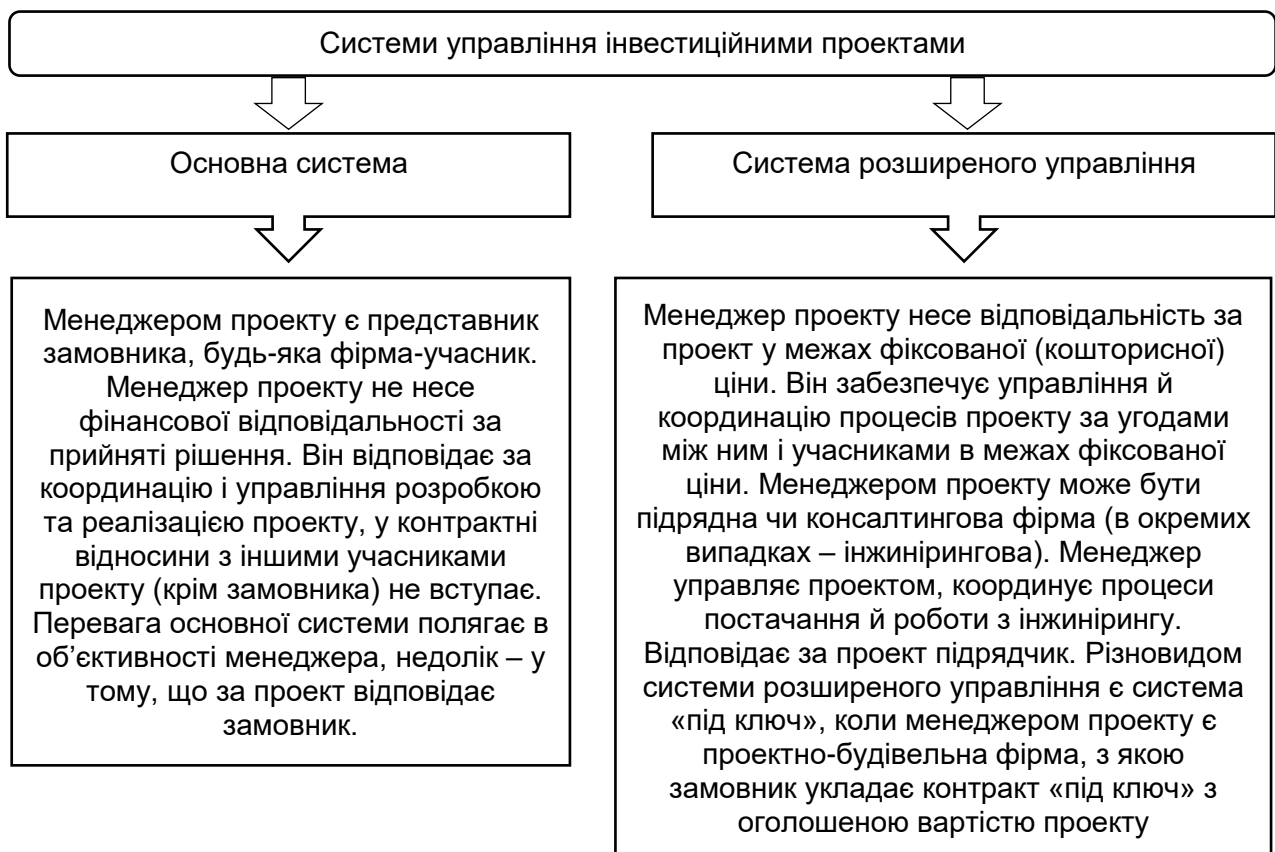 Системи управління інвестиційними проектами
Основна система
Система розширеного управління
Менеджером проекту є представник
замовника, будь-яка фірма-учасник.
Менеджер проекту не несе
фінансової відповідальності за
прийняті рішення. Він відповідає за
координацію і управління розробкою
та реалізацією проекту, у контрактні
відносини з іншими учасниками
проекту (крім замовника) не вступає.
Перевага основної системи полягає в
об’єктивності менеджера, недолік – у
тому, що за проект відповідає
замовник.
Менеджер проекту несе відповідальність за
проект у межах фіксованої (кошторисної)
ціни. Він забезпечує управління й
координацію процесів проекту за угодами
між ним і учасниками в межах фіксованої
ціни. Менеджером проекту може бути
підрядна чи консалтингова фірма (в окремих
випадках – інжинірингова). Менеджер
управляє проектом, координує процеси
постачання й роботи з інжинірингу.
Відповідає за проект підрядчик. Різновидом
системи розширеного управління є система
«під ключ», коли менеджером проекту є
проектно-будівельна фірма, з якою
замовник укладає контракт «під ключ» з
оголошеною вартістю проекту